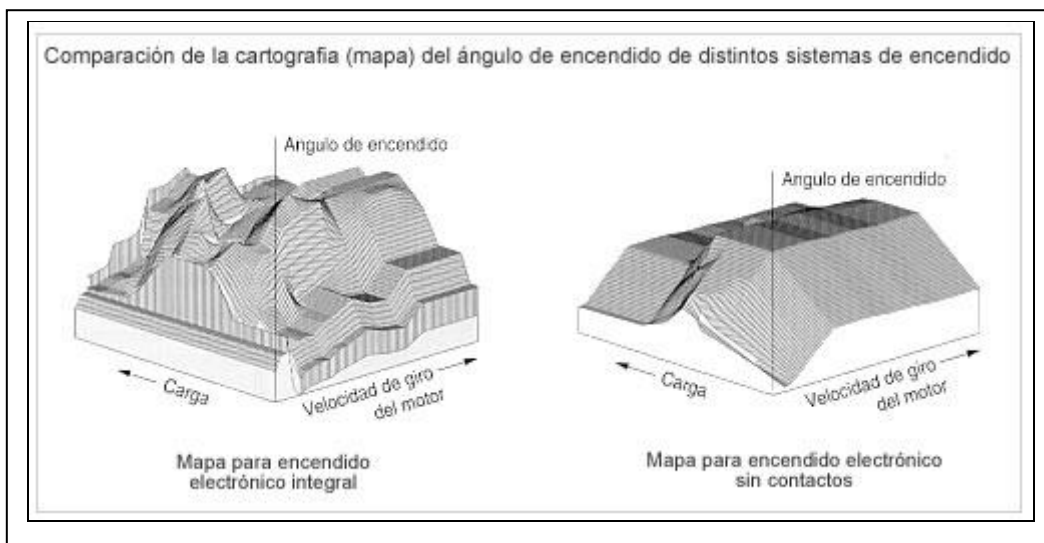 Comparación de la cartografia (mapa) del ángulo de encendido de distintos sistemas de encendido
Angulo de encendido
Carga
Velocidad de giro
del motor
Mapa para encendido
electrónico integral
Angulo de encendido
Carga
Velocidad de giro
del motor
Mapa para encendido electrónico
sin contactos